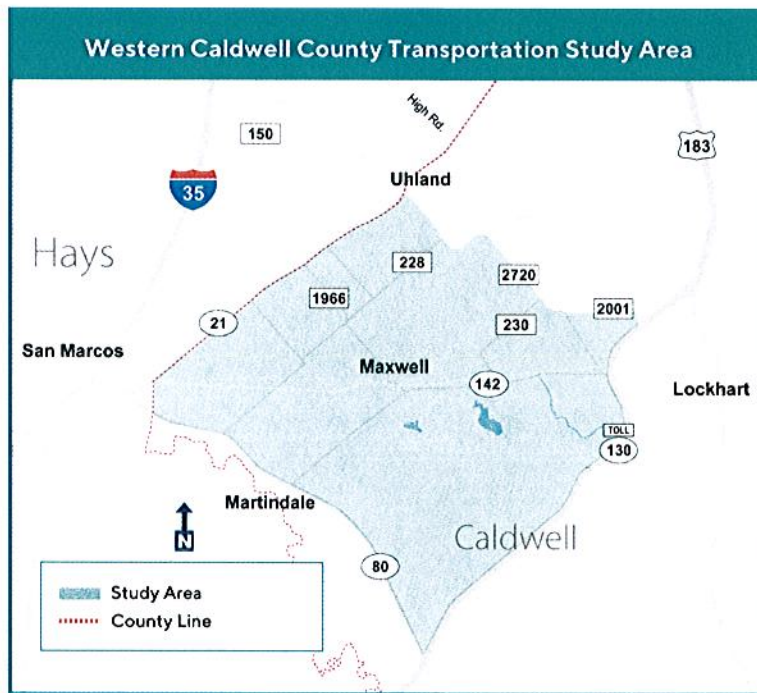 Western Caldwell County Transportation Study Area
High Rd.
150
183
35
Uhland
Hays
228
2720
1966
2001
21
230
San Marcos
Maxwell
142
Lockhart
TOLL
130
Martindale
N
Caldwell
80
Study Area
County Line